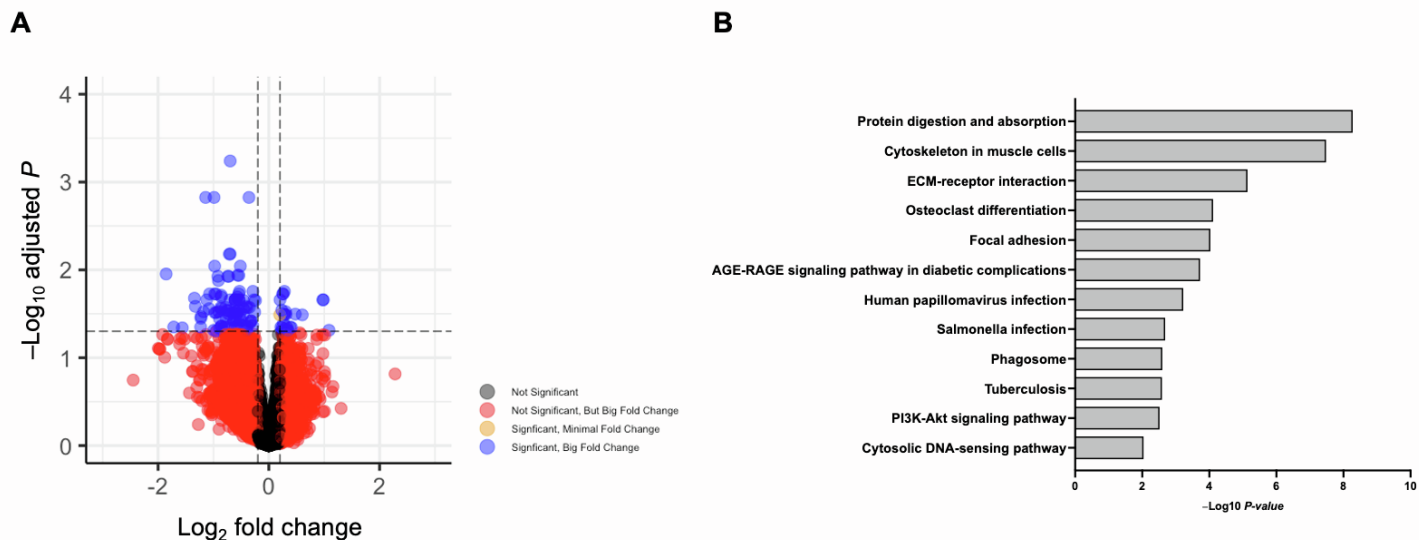 A
4
3
2
1
0
–Log10 adjusted P
-2 0 2
Log2 fold change
Not Significant
Not Significant, But Big Fold Change
Signficant, Minimal Fold Change
Signficant, Big Fold Change
B
Protein digestion and absorption
Cytoskeleton in muscle cells
ECM-receptor interaction
Osteoclast differentiation
Focal adhesion
AGE-RAGE signaling pathway in diabetic complications
Human papillomavirus infection
Salmonella infection
Phagosome
Tuberculosis
PI3K-Akt signaling pathway
Cytosolic DNA-sensing pathway
0 2 4 6 8 10
–Log10 P-value